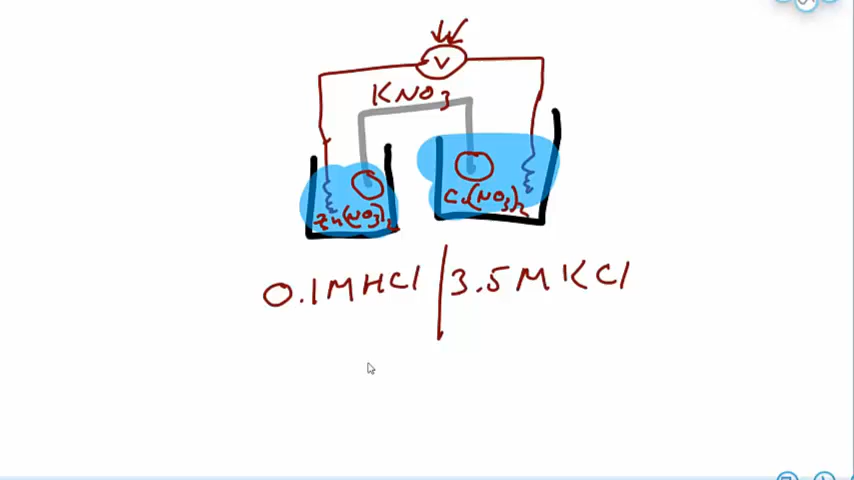 V
KNO3
Zn(NO3)2
Cu(NO3)2
0.1MHCl | 3.5MKCl